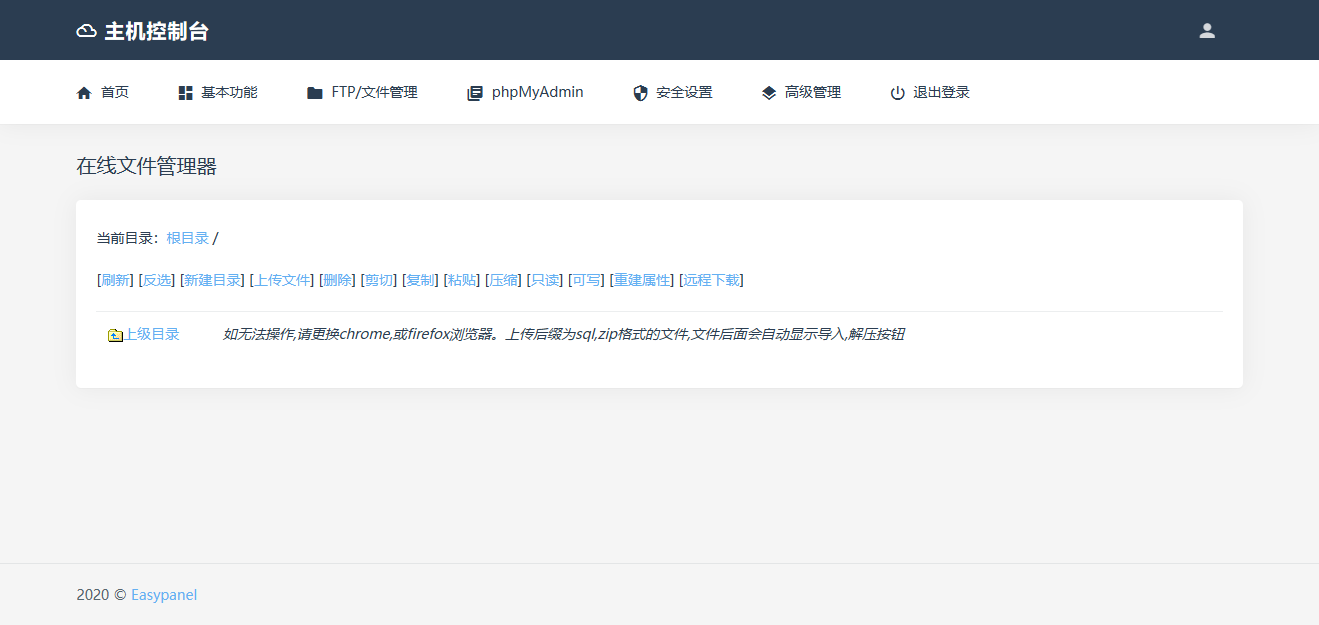 主机控制台
首页 基本功能 FTP/文件管理 phpMyAdmin 安全设置 高级管理 退出登录
在线文件管理器
当前目录：根目录 /
[刷新] [反选] [新建目录] [上传文件] [删除] [剪切] [复制] [粘贴] [压缩] [只读] [可写] [重建属性] [远程下载]
上级目录 如无法操作,请更换chrome,或firefox浏览器。上传后缀为sql,zip格式的文件,文件后面会自动显示导入,解压按钮
2020 © Easypanel